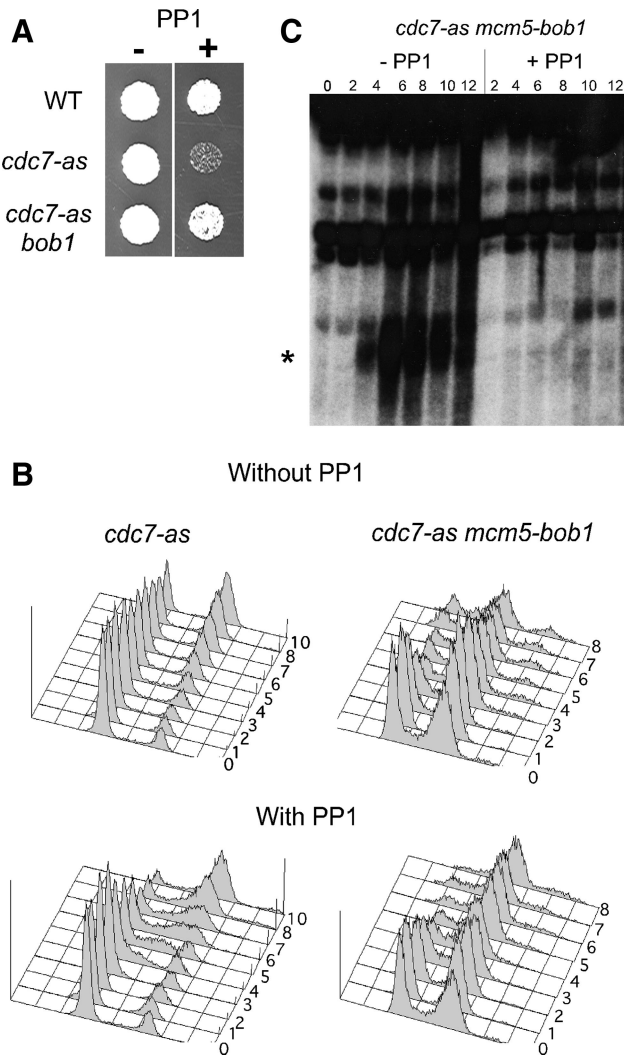 A
PP1
- +
WT
cdc7-as
cdc7-as
bob1
C
cdc7-as mcm5-bob1
- PP1
+ PP1
0 2 4 6 8 10 12 2 4 6 8 10 12
*
B
Without PP1
cdc7-as
0 1 2 3 4 5 6 7 8 10
cdc7-as mcm5-bob1
0 1 2 3 4 5 6 7 8
With PP1
0 1 2 3 4 5 6 7 8 10
0 1 2 3 4 5 6 7 8